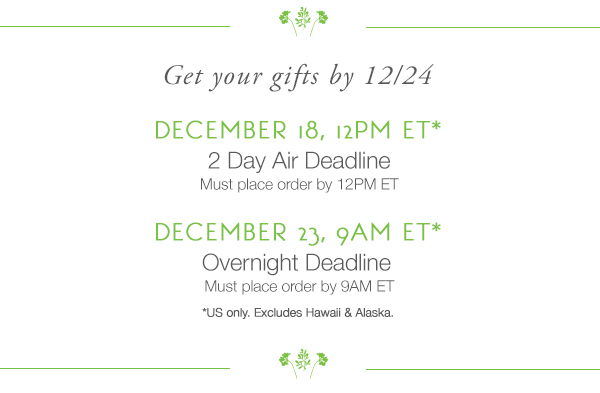 Get your gifts by 12/24
DECEMBER 18, 12PM ET*
2 Day Air Deadline
Must place order by 12PM ET
DECEMBER 23, 9AM ET*
Overnight Deadline
Must place order by 9AM ET
*US only. Excludes Hawaii & Alaska.